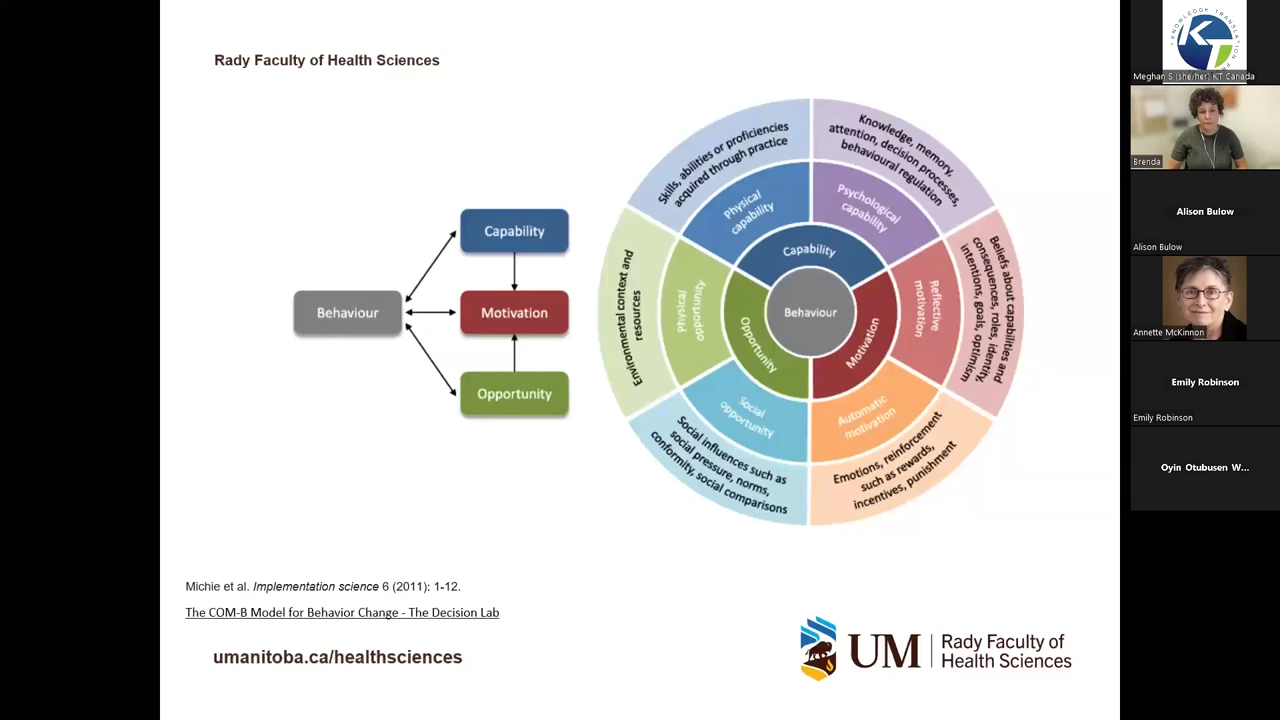 Rady Faculty of Health Sciences
Capability
Behaviour
Motivation
Opportunity
Skills, abilities or proficiencies
acquired through practice
Knowledge, memory,
attention, decision processes,
behavioural regulation
Physical
capability
Psychological
capability
Capability
Environmental context and
resources
Physical
opportunity
Opportunity
Behaviour
Motivation
Reflective
motivation
Beliefs about capabilities and
consequences, roles, identity,
intentions, goals, optimism
Social
opportunity
Automatic
motivation
Social influences such as
social pressure, norms,
conformity, social comparisons
Emotions, reinforcement
such as rewards,
incentives, punishment
Michie et al. Implementation science 6 (2011): 1-12.
The COM-B Model for Behavior Change - The Decision Lab
umanitoba.ca/healthsciences
UM
Rady Faculty of
Health Sciences
KNOWLEDGE TRANSLATION
KT
Meghan S (she/her) KT Canada
Brenda
Alison Bulow
Alison Bulow
Annette McKinnon
Emily Robinson
Emily Robinson
Oyin Otubusen W...